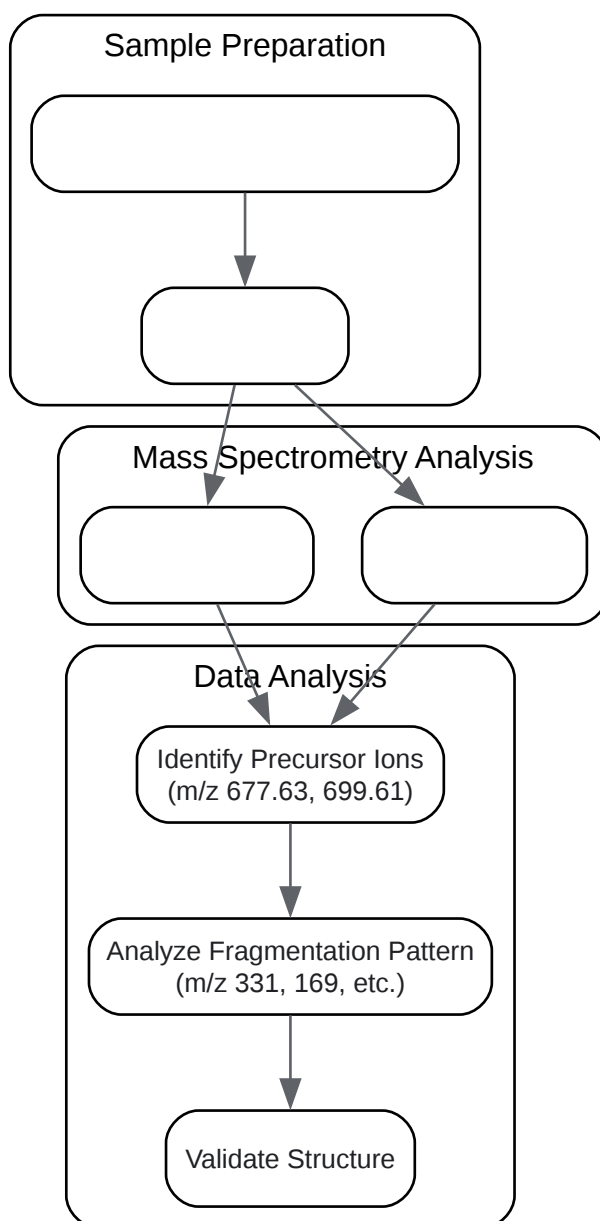 Sample Preparation
Mass Spectrometry Analysis
Data Analysis
Identify Precursor Ions
(m/z 677.63, 699.61)
Analyze Fragmentation Pattern
(m/z 331, 169, etc.)
Validate Structure